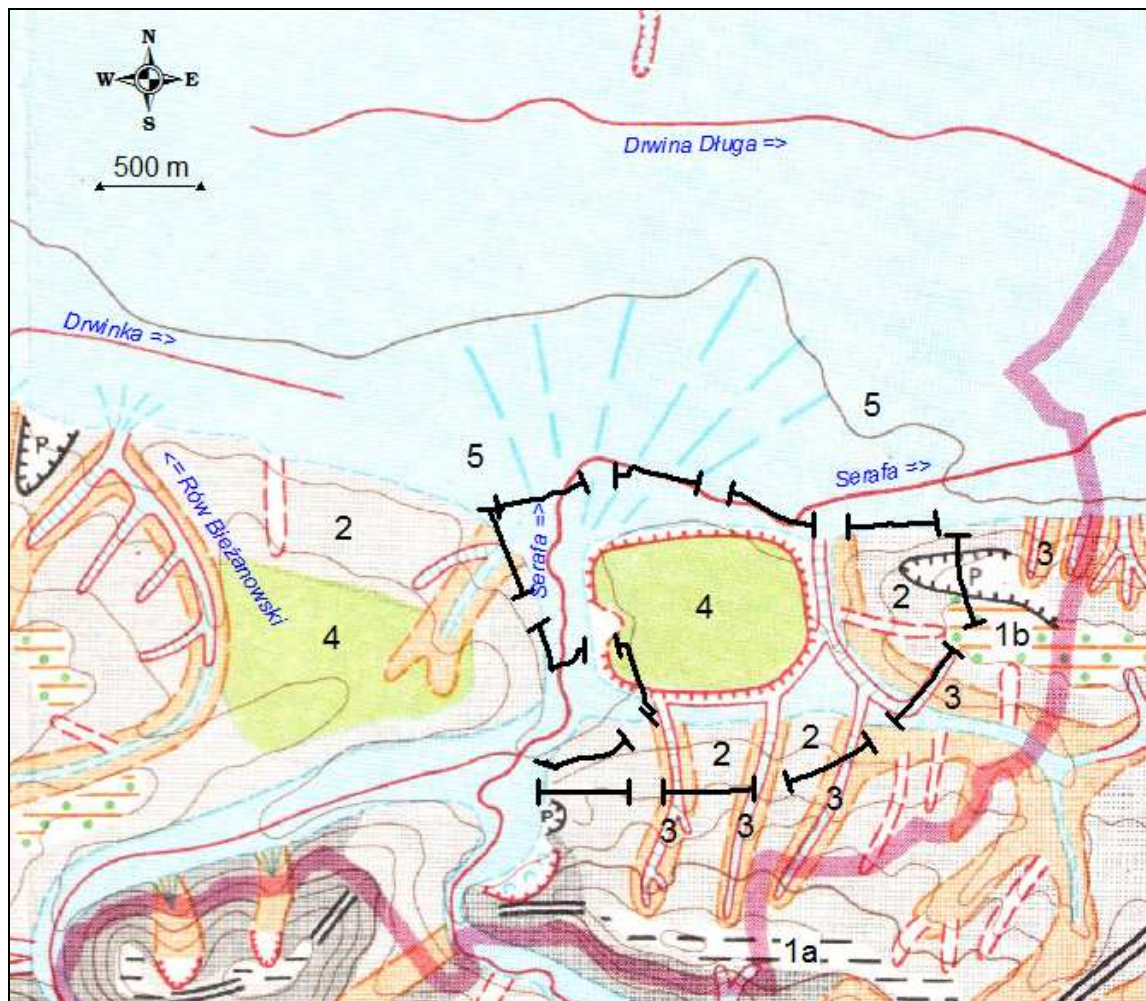 N
W E
S
500 m
Drwina Długa =>
Drwinka =>
5
5
Serafa =>
P
<= Rów Bieżanowski
2
Serafa =>
3
P
2
4
4
1b
3
2
2
P
3
3
3
1a